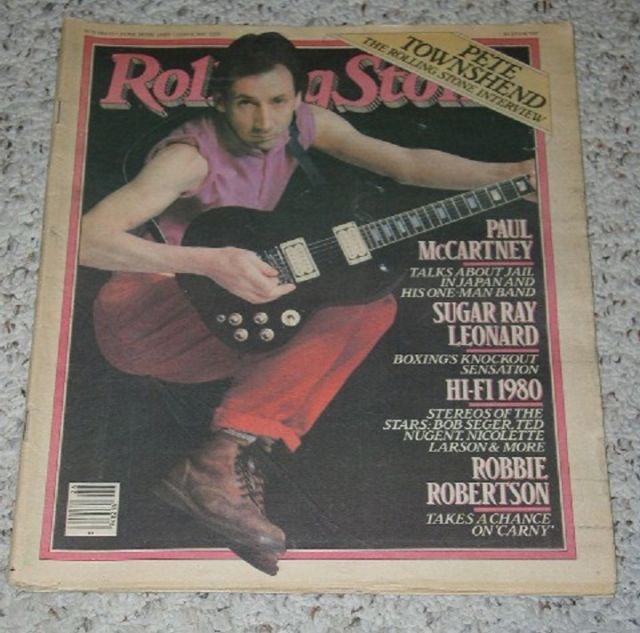 Rolling Stone
PETE
TOWNSHEND
THE ROLLING STONE INTERVIEW
PAUL
McCARTNEY
TALKS ABOUT JAIL
IN JAPAN AND
HIS ONE-MAN BAND
SUGAR RAY
LEONARD
BOXING'S KNOCKOUT
SENSATION
HI-FI 1980
STEREOS OF THE
STARS: BOB SEGER, TED
NUGENT, NICOLETTE
LARSON & MORE
ROBBIE
ROBERTSON
TAKES A CHANCE
ON 'CARNY'